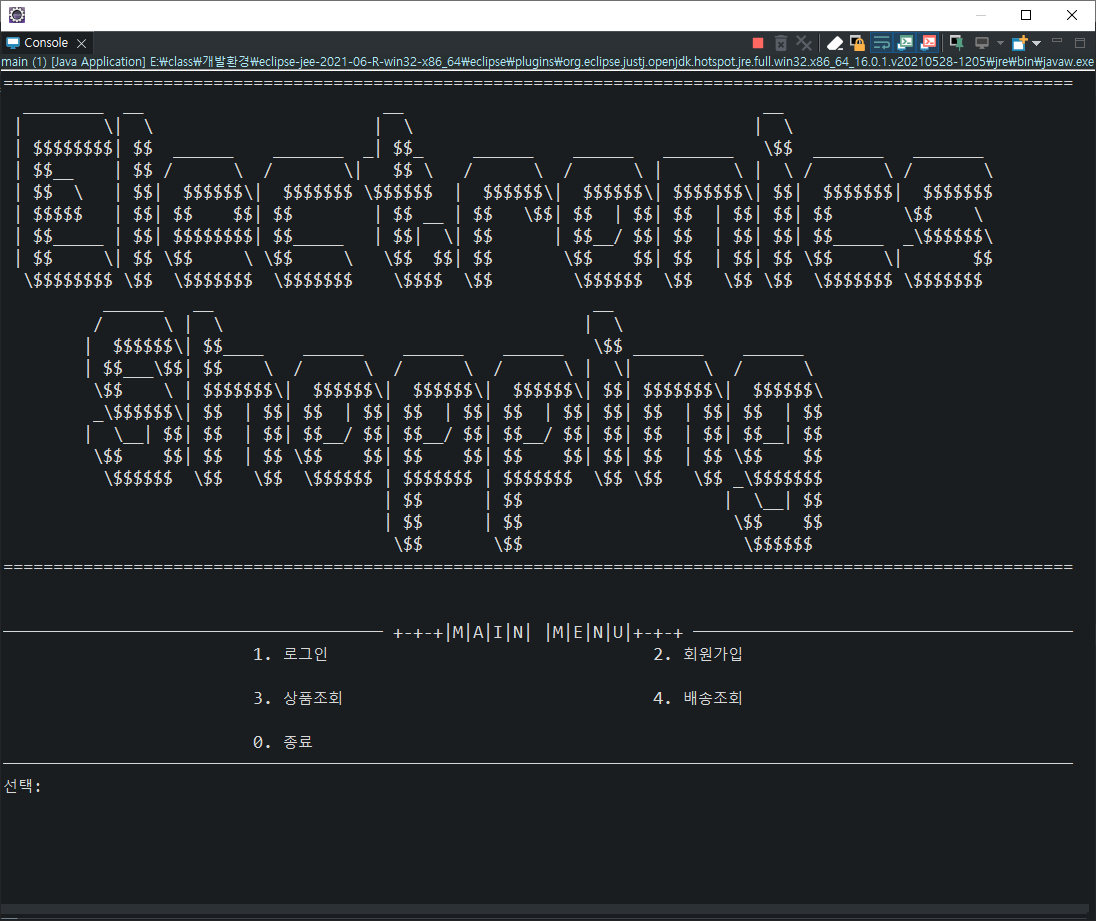 Console
main (1) [Java Application] E:₩class₩개발환경₩eclipse-jee-2021-06-R-win32-x86_64₩eclipse₩plugins₩org.eclipse.justj.openjdk.hotspot.jre.full.win32.x86_64_16.0.1.v20210528-1205₩jre₩bin₩javaw.exe
Electronics
Shopping
+-+-+|M|A|I|N| |M|E|N|U|+-+-+
1. 로그인 2. 회원가입
3. 상품조회 4. 배송조회
0. 종료
선택: